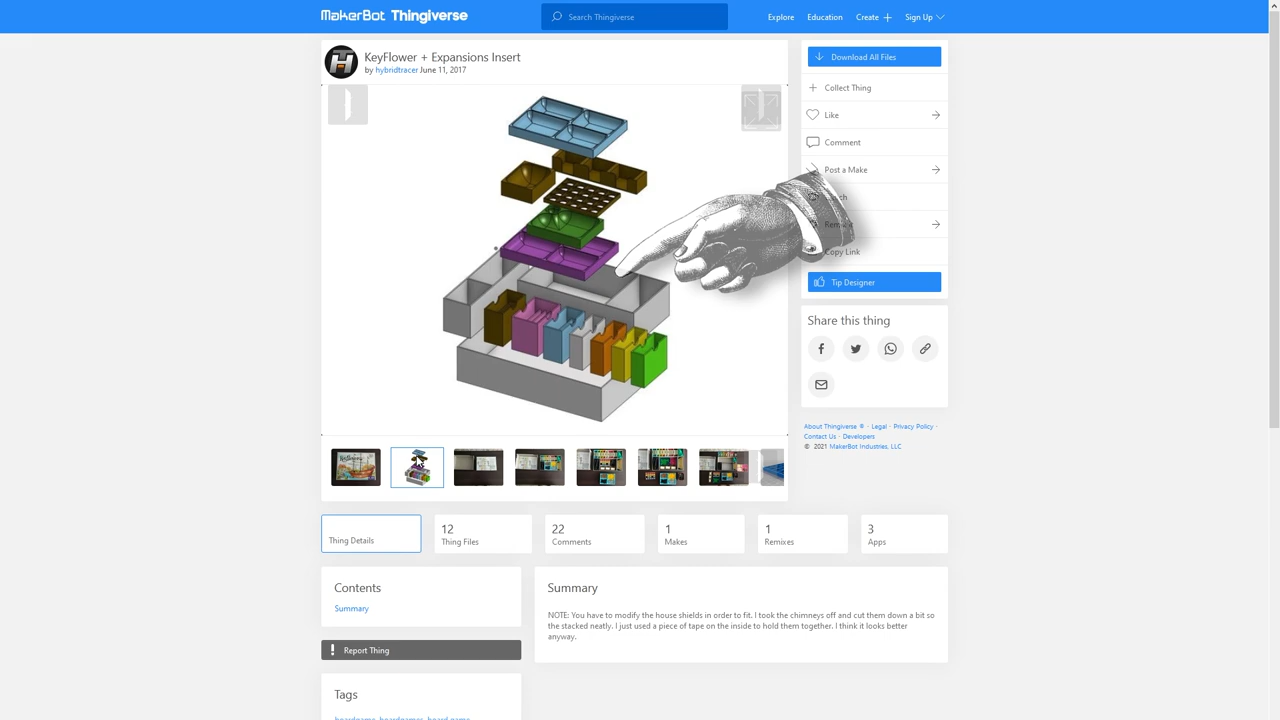 MakerBot Thingiverse
Search Thingiverse
Explore
Education
Create
Sign Up
KeyFlower + Expansions Insert
by hybridtracer June 11, 2017
Download All Files
Collect Thing
Like
Comment
Post a Make
Copy Link
Tip Designer
Share this thing
About Thingiverse ® · Legal · Privacy Policy ·
Contact Us · Developers
© 2021 MakerBot Industries, LLC
Thing Details
12
Thing Files
22
Comments
1
Makes
1
Remixes
3
Apps
Contents
Summary
Report Thing
Tags
Summary
NOTE: You have to modify the house shields in order to fit. I took the chimneys off and cut them down a bit so
the stacked neatly. I just used a piece of tape on the inside to hold them together. I think it looks better
anyway.